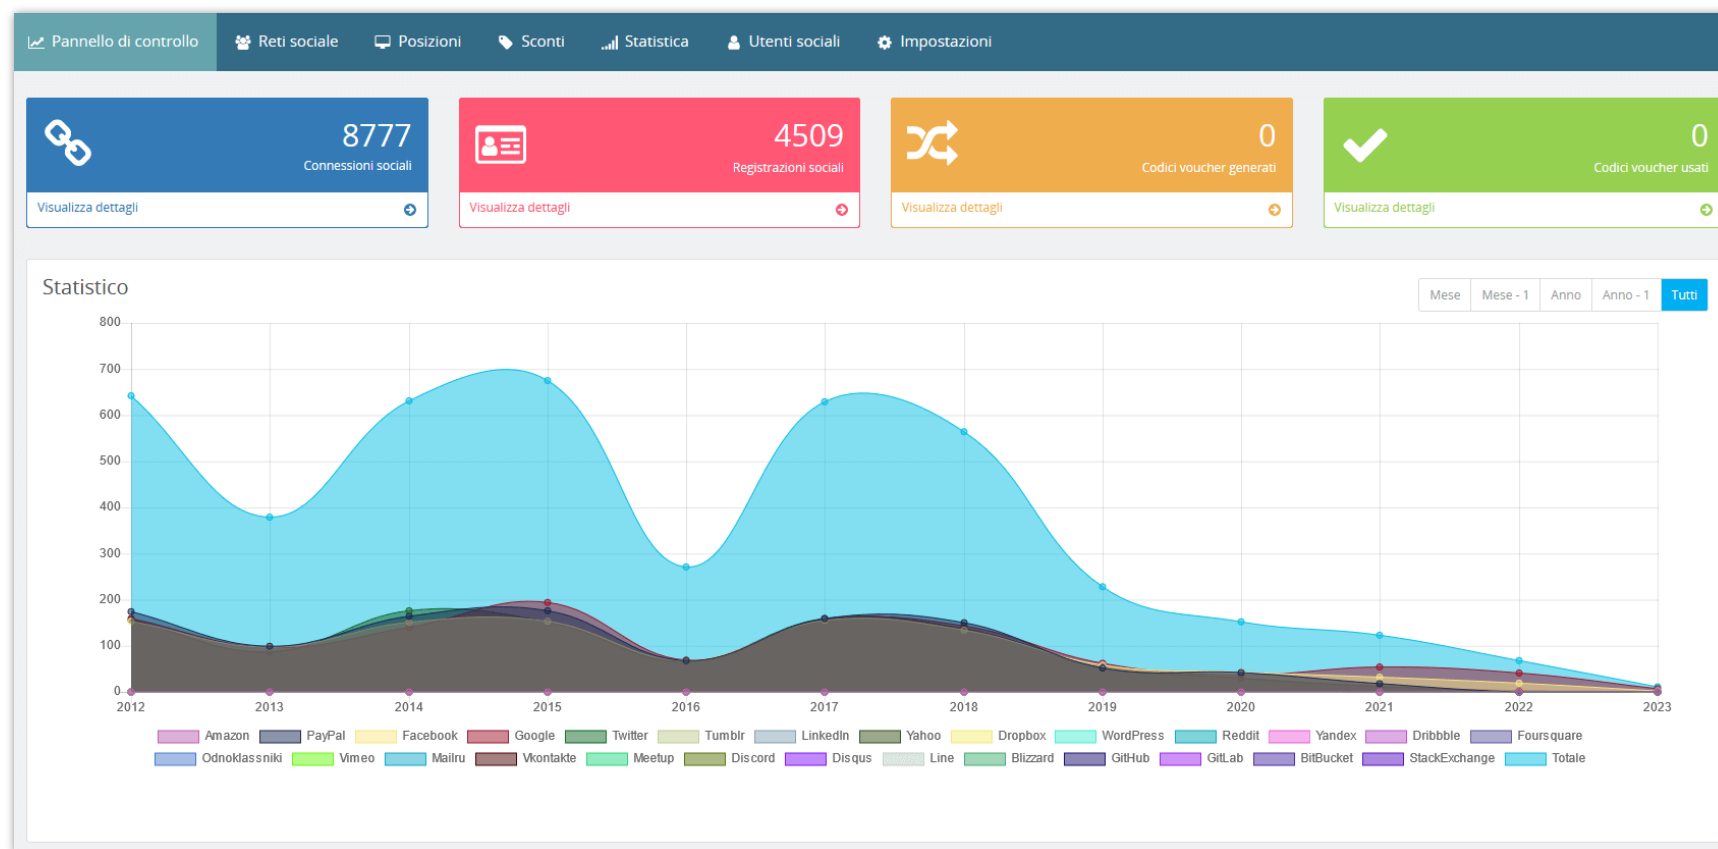 Pannello di controllo Reti sociale Posizioni Sconti Statistica Utenti sociali Impostazioni
8777
Connessioni sociali
Visualizza dettagli
4509
Registrazioni sociali
Visualizza dettagli
0
Codici voucher generati
Visualizza dettagli
0
Codici voucher usati
Visualizza dettagli
Statistico
Mese Mese - 1 Anno Anno - 1 Tutti
800
700
600
500
400
300
200
100
0
2012 2013 2014 2015 2016 2017 2018 2019 2020 2021 2022 2023
Amazon PayPal Facebook Google Twitter Tumblr LinkedIn Yahoo Dropbox WordPress Reddit Yandex Dribbble Foursquare
Odnoklassniki Vimeo Mailru Vkontakte Meetup Discord Disqus Line Blizzard GitHub GitLab BitBucket StackExchange Totale